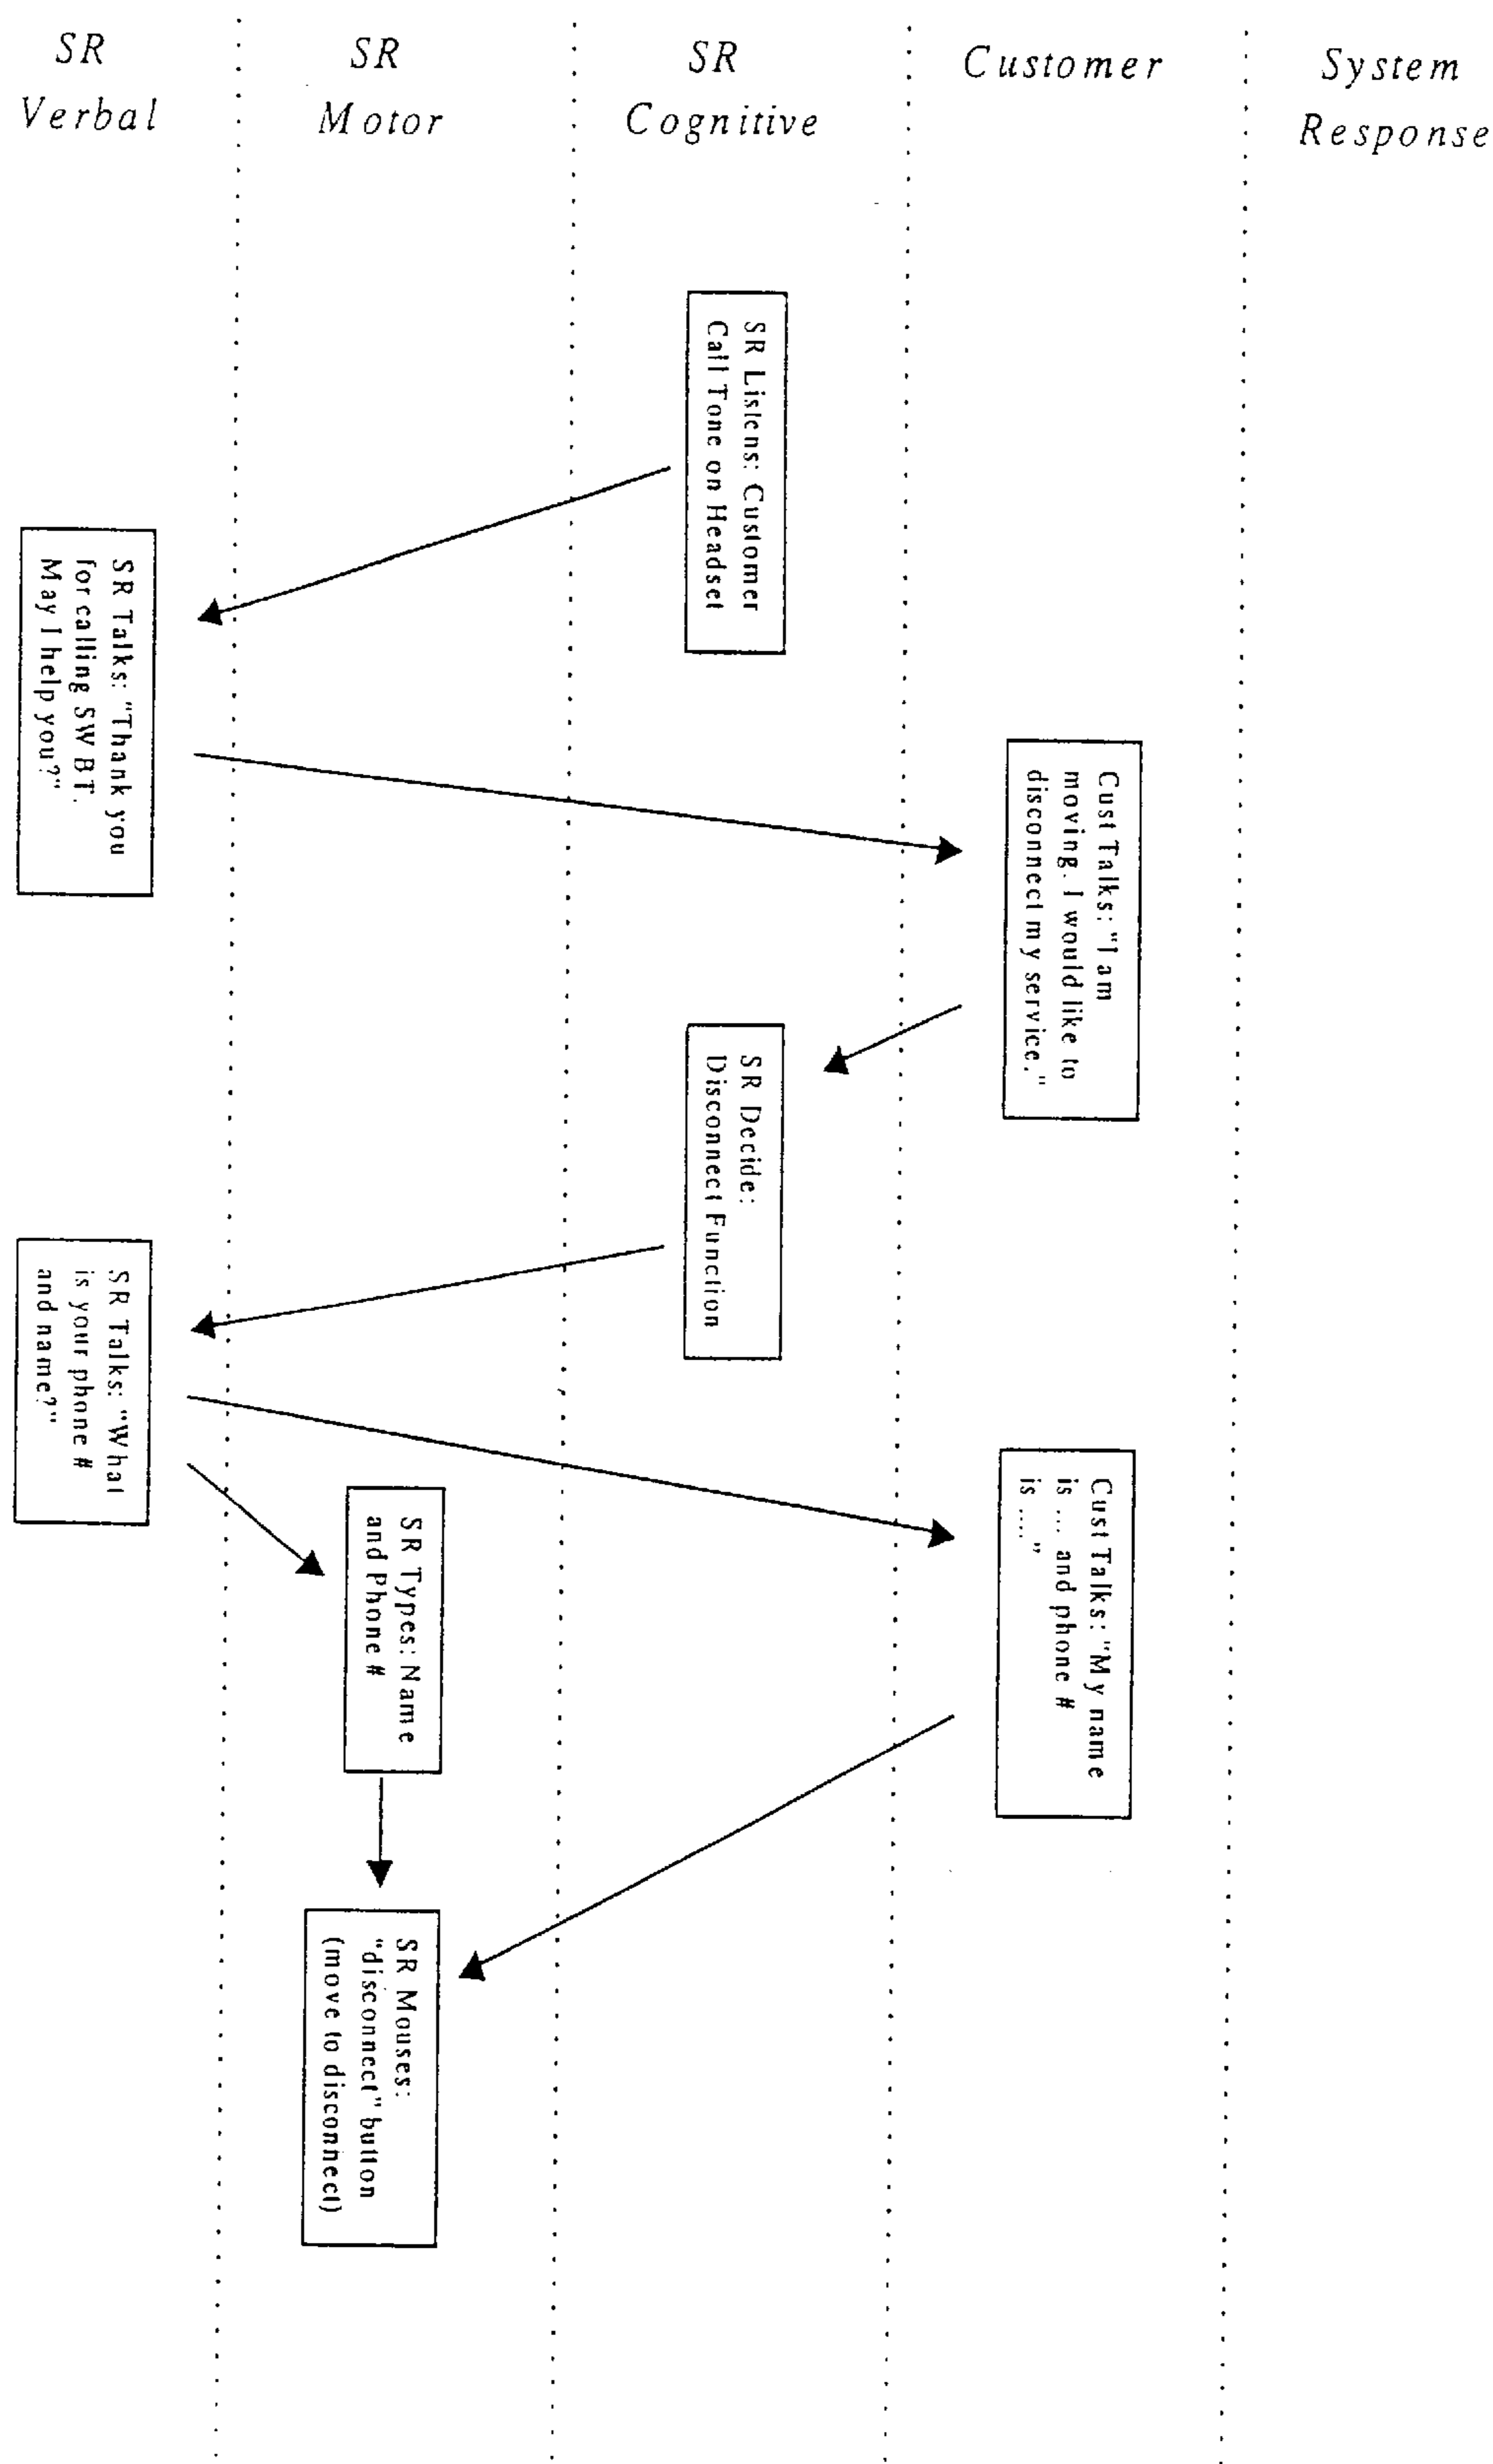 SR
Verbal
SR
Motor
SR
Cognitive
Customer
System
Response
SR Listens: Customer
Call Tone on Headset
SR Talks: "Thank you
for calling SWBT.
May I help you?"
Cust Talks: "I am
moving. I would like to
disconnect my service."
SR Decide:
Disconnect Function
SR Talks: "What
is your phone #
and name?"
Cust Talks: "My name
is ... and phone #
is ...."
SR Types: Name
and Phone #
SR Mouses:
"disconnect" button
(move to disconnect)